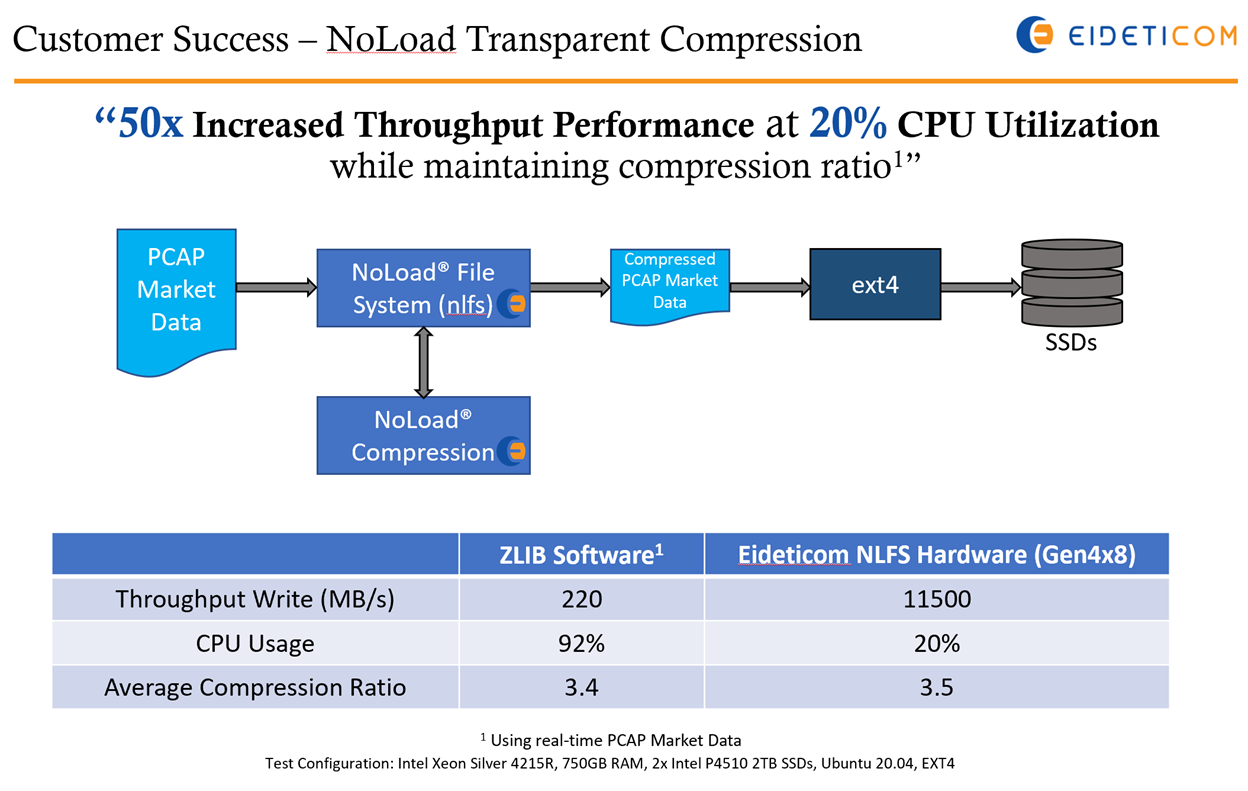 Customer Success – NoLoad Transparent Compression
EIDETICOM
“50x Increased Throughput Performance at 20% CPU Utilization
while maintaining compression ratio¹”
PCAP
Market
Data
NoLoad® File
System (nlfs)
Compressed
PCAP Market
Data
ext4
SSDs
NoLoad®
Compression
ZLIB Software¹ Eideticom NLFS Hardware (Gen4x8)
Throughput Write (MB/s) 220 11500
CPU Usage 92% 20%
Average Compression Ratio 3.4 3.5
¹ Using real-time PCAP Market Data
Test Configuration: Intel Xeon Silver 4215R, 750GB RAM, 2x Intel P4510 2TB SSDs, Ubuntu 20.04, EXT4